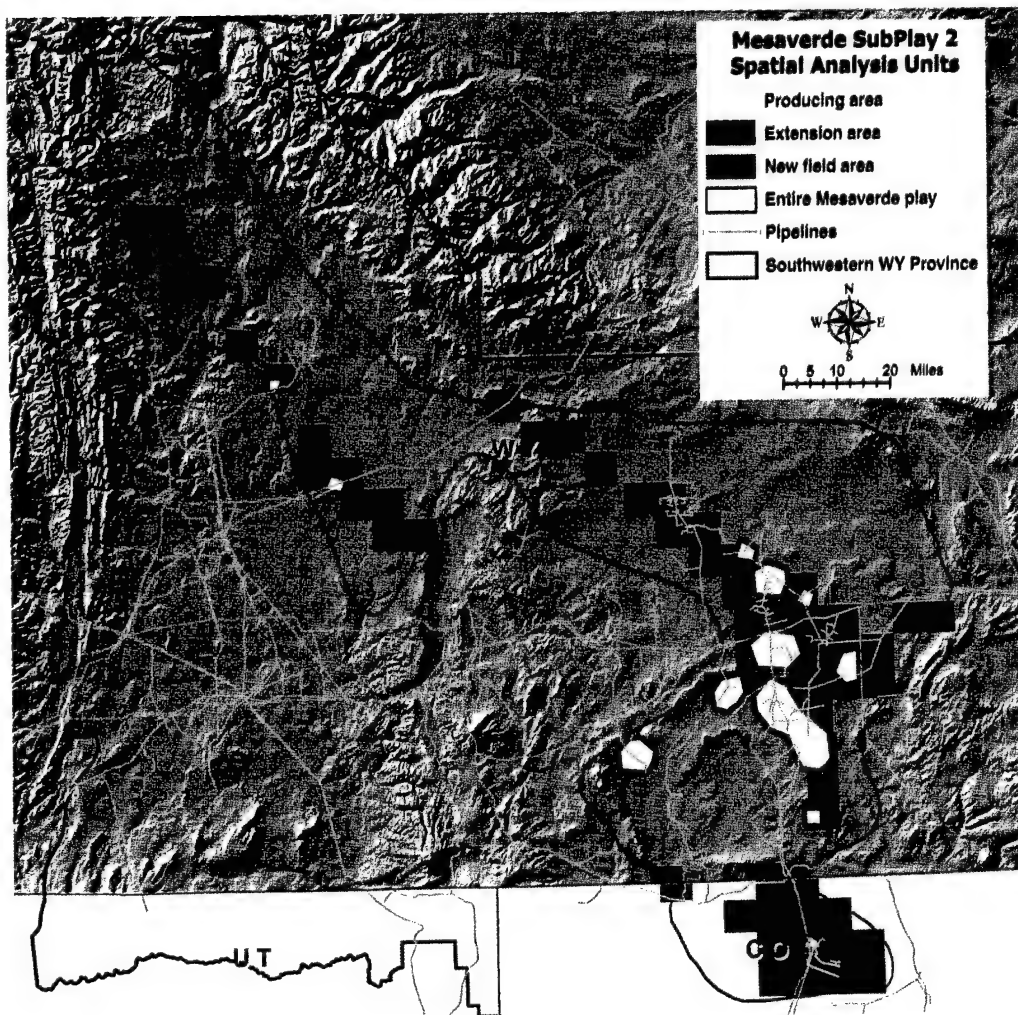 Mesaverde SubPlay 2
Spatial Analysis Units
Producing area
Extension area
New field area
Entire Mesaverde play
Pipelines
Southwestern WY Province
N
W E
S
0 5 10 20 Miles
W
UT
CO